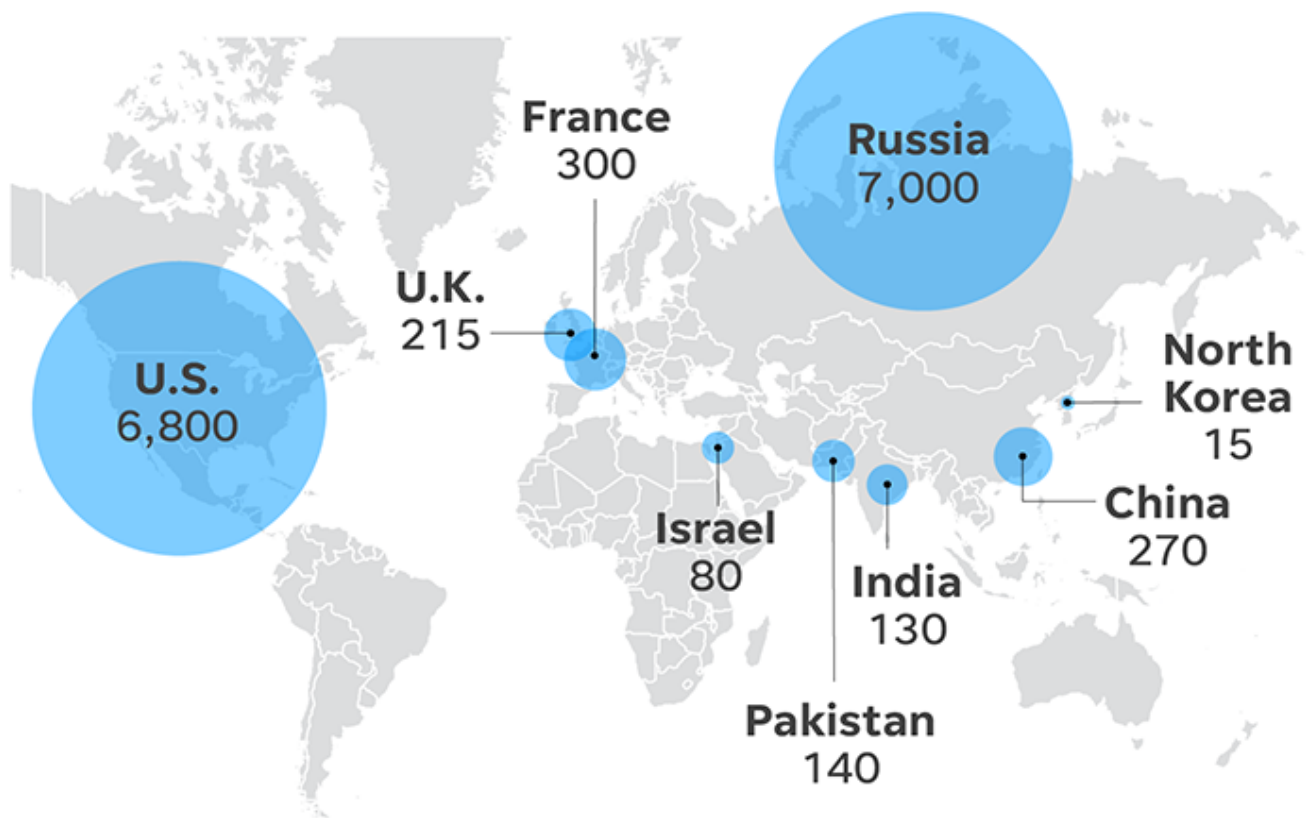 France
300
Russia
7,000
U.K.
215
U.S.
6,800
North
Korea
15
China
270
Israel
80
India
130
Pakistan
140